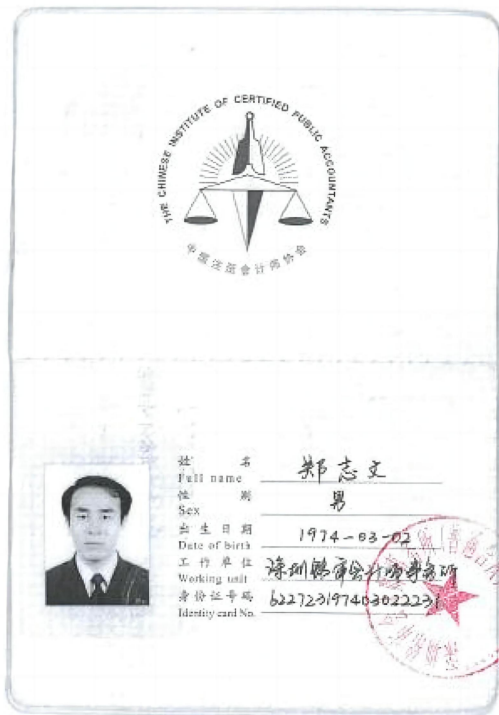 THE CHINESE INSTITUTE OF CERTIFIED PUBLIC ACCOUNTANTS
中国注册会计师协会
姓 名
Full name
郑志文
性 别
Sex
男
出生日期
Date of birth
1974-03-02
工作单位
Working unit
深圳鹏审会计师事务所
身份证号码
Identity card No.
622723197403022231